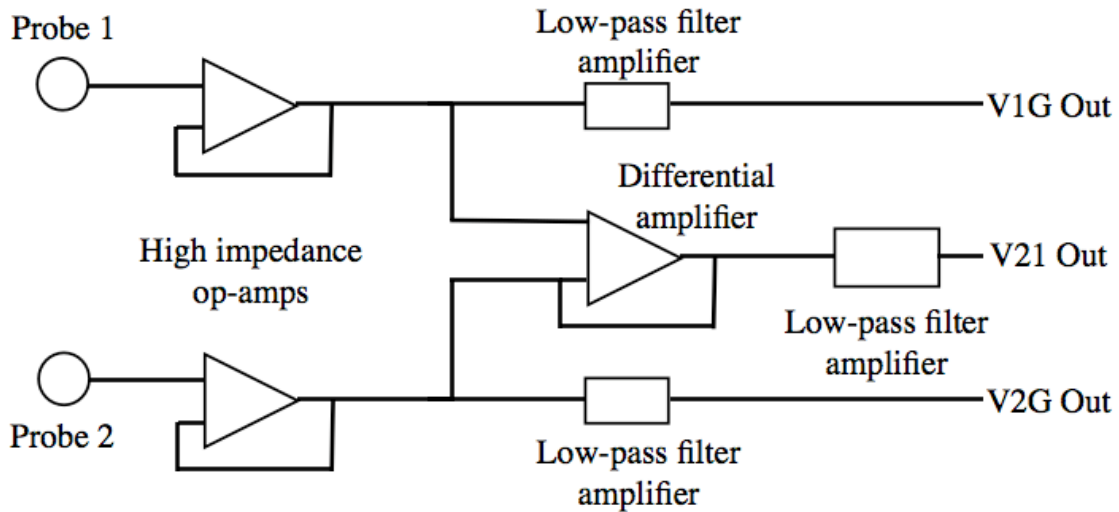 Probe 1
Low-pass filter
amplifier
V1G Out
Differential
amplifier
High impedance
op-amps
V21 Out
Low-pass filter
amplifier
Probe 2
V2G Out
Low-pass filter
amplifier